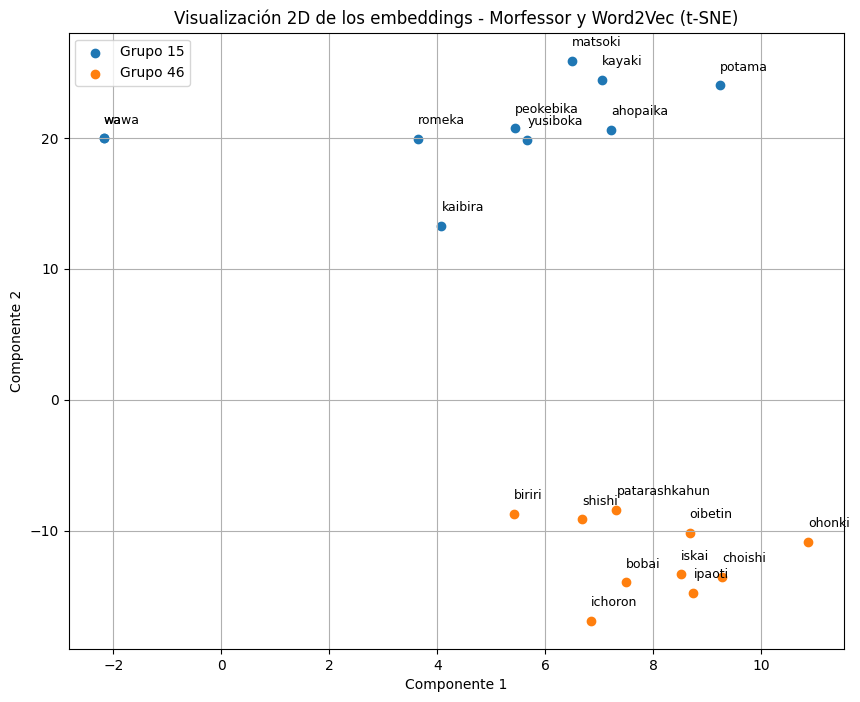 Visualización 2D de los embeddings - Morfessor y Word2Vec (t-SNE)
Grupo 15
Grupo 46
matsoki
kayaki
potama
peokebika
ahopaika
wawa
romeka
yusiboka
kaibira
biriri
shishi
patarashkahun
oibetin
ohonki
bobai
iskai
choishi
ipaoti
ichoron
20
10
0
−10
−2
0
2
4
6
8
10
Componente 1
Componente 2